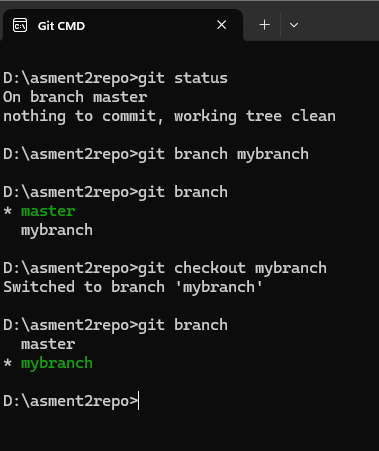 Git CMD
D:\asment2repo>git status
On branch master
nothing to commit, working tree clean
D:\asment2repo>git branch mybranch
D:\asment2repo>git branch
* master
mybranch
D:\asment2repo>git checkout mybranch
Switched to branch 'mybranch'
D:\asment2repo>git branch
master
* mybranch
D:\asment2repo>